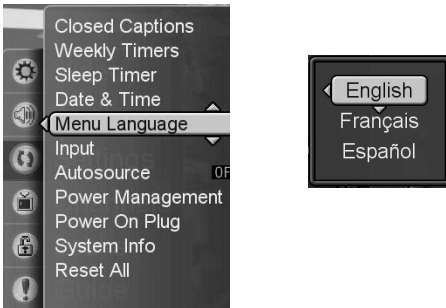 Closed Captions
Weekly Timers
Sleep Timer
Date & Time
Menu Language
Input
Autosource OF
Power Management
Power On Plug
System Info
Reset All
English
Français
Español